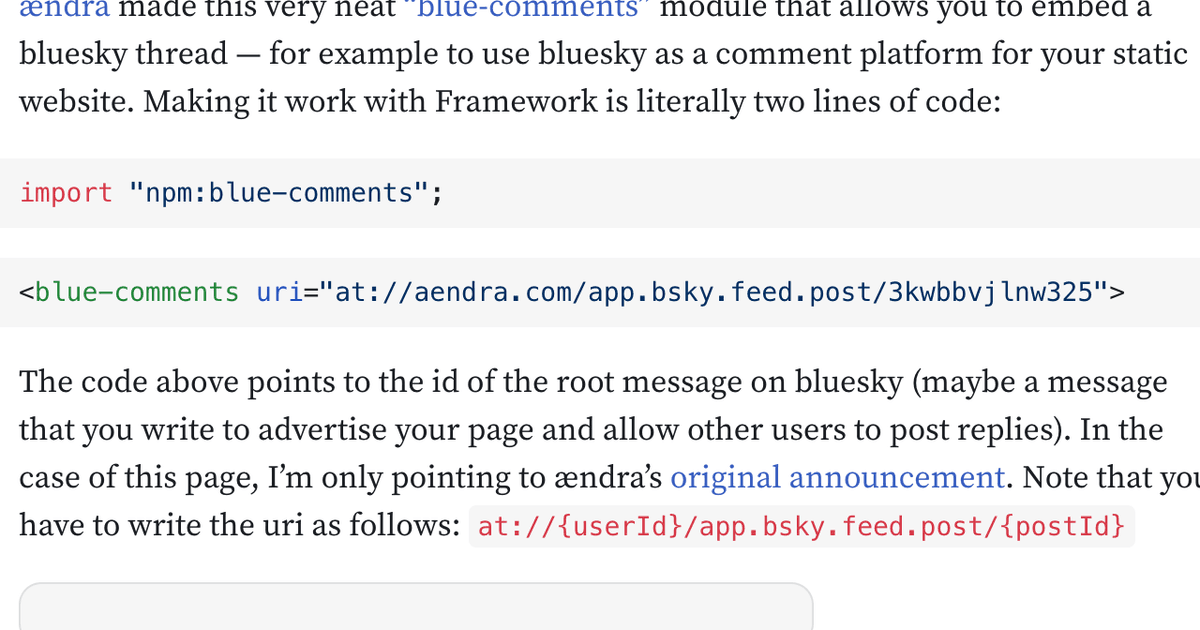 ændra made this very neat “blue-comments” module that allows you to embed a
bluesky thread — for example to use bluesky as a comment platform for your static
website. Making it work with Framework is literally two lines of code:
import "npm:blue-comments";
<blue-comments uri="at://aendra.com/app.bsky.feed.post/3kwbbvjlnw325">
The code above points to the id of the root message on bluesky (maybe a message
that you write to advertise your page and allow other users to post replies). In the
case of this page, I’m only pointing to ændra’s original announcement. Note that you
have to write the uri as follows: at://{userId}/app.bsky.feed.post/{postId}